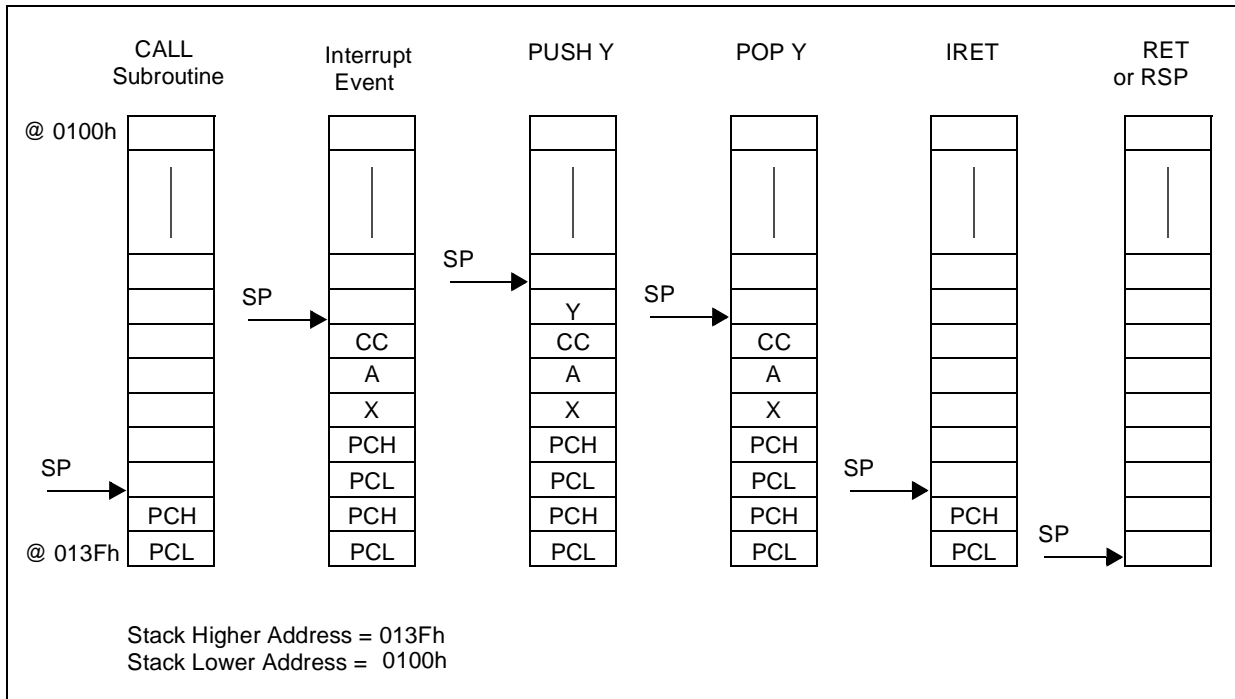 CALL
Subroutine
Interrupt
Event
PUSH Y
POP Y
IRET
RET
or RSP
@ 0100h
SP
SP
Y
SP
CC
CC
CC
A
A
A
X
X
X
PCH
PCH
PCH
SP
PCL
PCL
PCL
SP
PCH
PCH
PCH
PCH
PCH
@ 013Fh
PCL
PCL
PCL
PCL
PCL
SP
Stack Higher Address = 013Fh
Stack Lower Address = 0100h